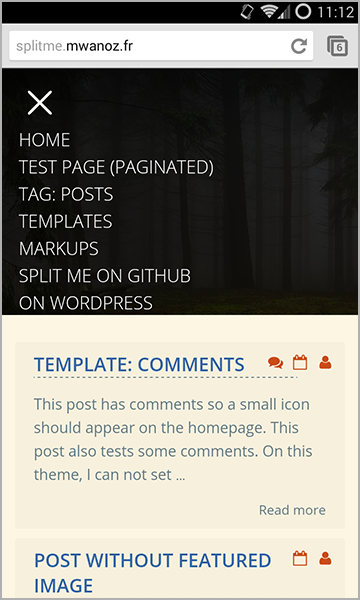 11:12
splitme.mwanoz.fr
6
HOME
TEST PAGE (PAGINATED)
TAG: POSTS
TEMPLATES
MARKUPS
SPLIT ME ON GITHUB
ON WORDPRESS
TEMPLATE: COMMENTS
This post has comments so a small icon
should appear on the homepage. This
post also tests some comments. On this
theme, I can not set ...
Read more
POST WITHOUT FEATURED
IMAGE